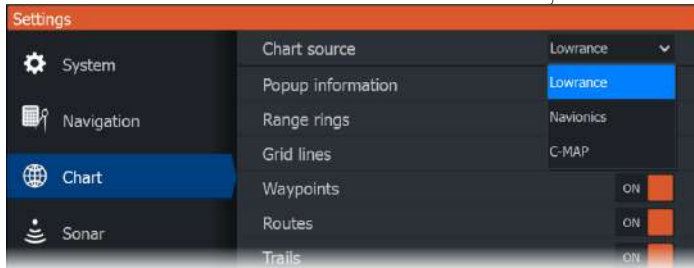 Settings
System
Navigation
Chart
Sonar
Chart source Lowrance
Popup information Lowrance
Range rings Navionics
Grid lines C-MAP
Waypoints ON
Routes ON
Trails ON